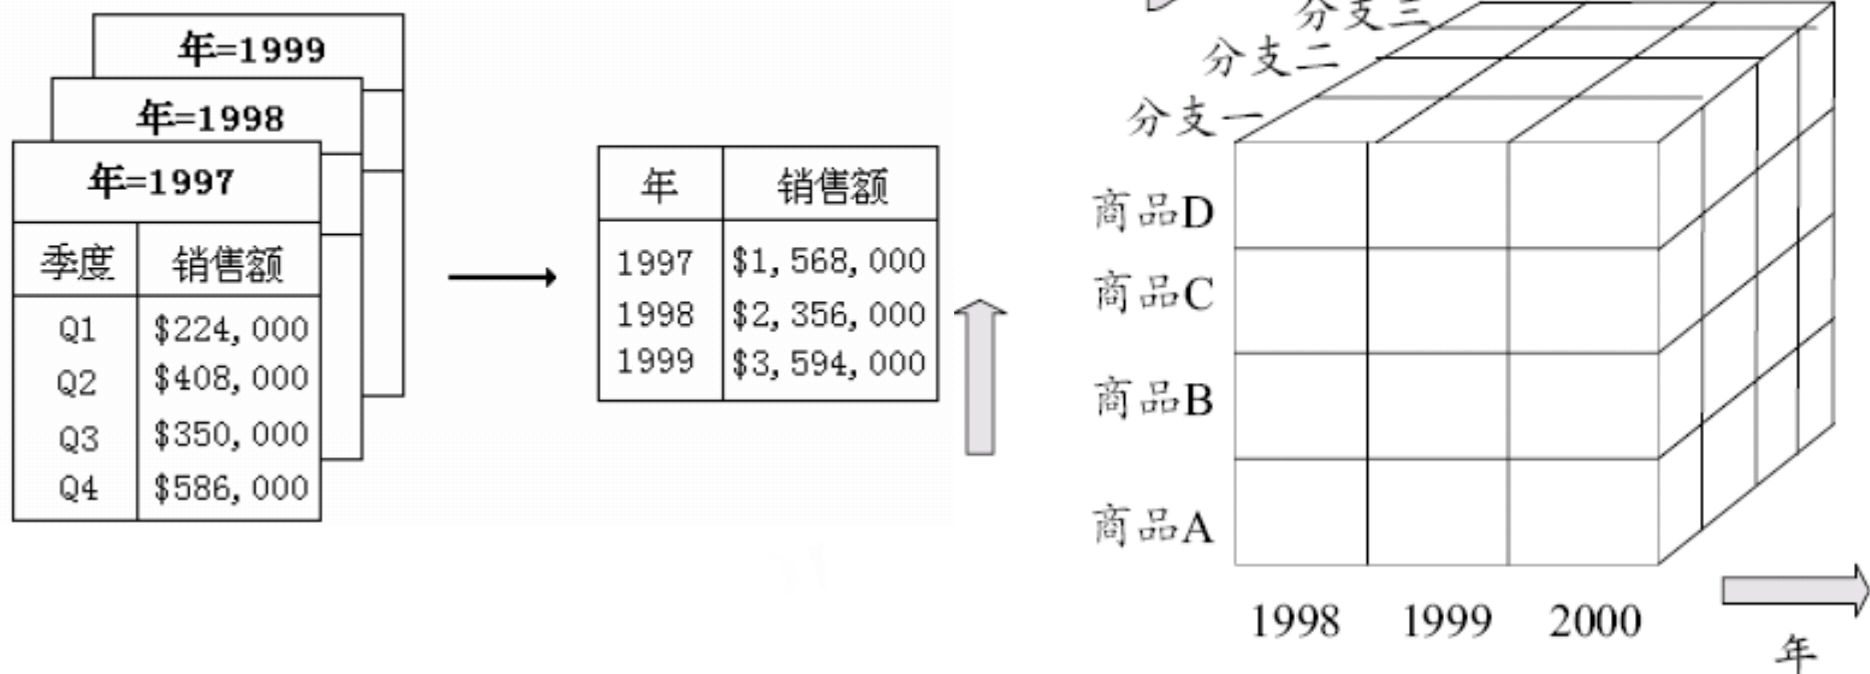 年=1999
年=1998
年=1997
季度 销售额
Q1 $224,000
Q2 $408,000
Q3 $350,000
Q4 $586,000
年 销售额
1997 $1,568,000
1998 $2,356,000
1999 $3,594,000
分支三
分支二
分支一
商品D
商品C
商品B
商品A
1998 1999 2000
年